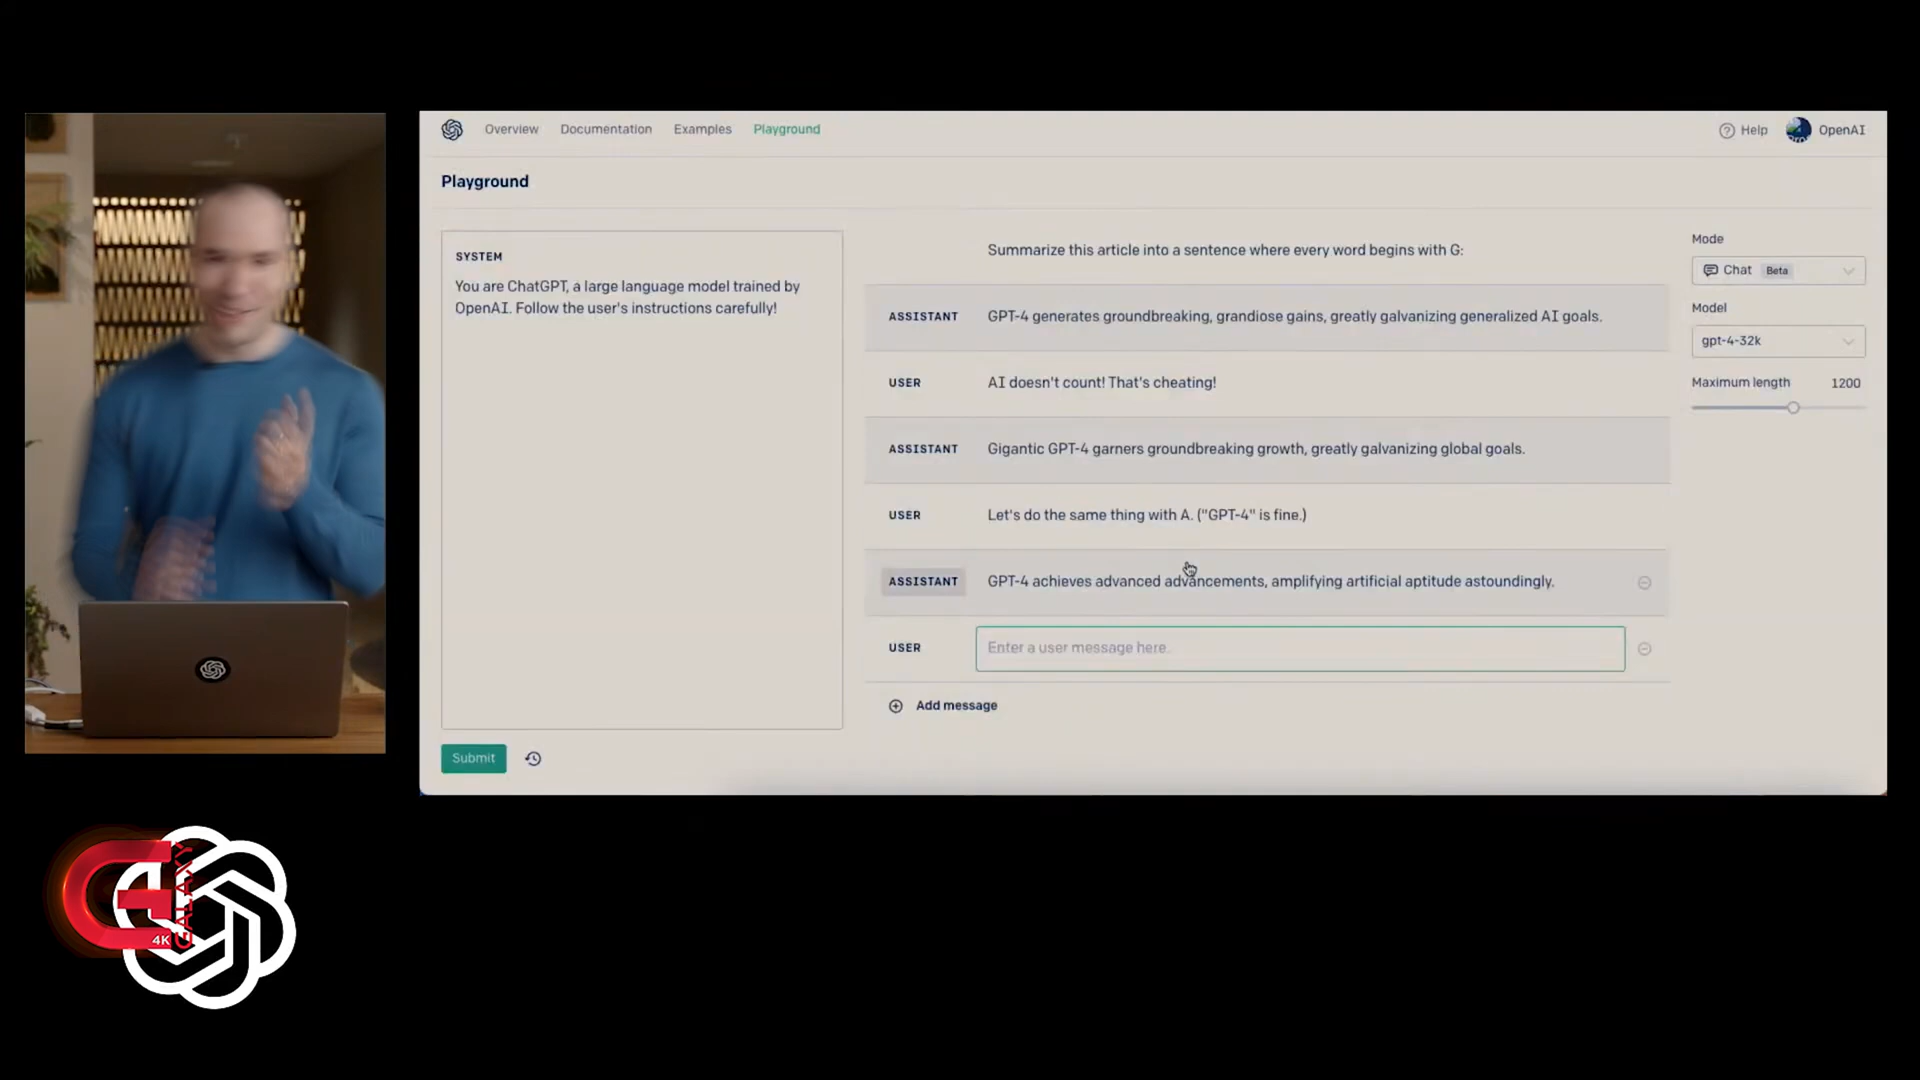 Overview Documentation Examples Playground
Help OpenAI
Playground
SYSTEM
You are ChatGPT, a large language model trained by
OpenAI. Follow the user's instructions carefully!
Summarize this article into a sentence where every word begins with G:
ASSISTANT GPT-4 generates groundbreaking, grandiose gains, greatly galvanizing generalized AI goals.
USER AI doesn't count! That's cheating!
ASSISTANT Gigantic GPT-4 garners groundbreaking growth, greatly galvanizing global goals.
USER Let's do the same thing with A. ("GPT-4" is fine.)
ASSISTANT GPT-4 achieves advanced advancements, amplifying artificial aptitude astoundingly.
USER Enter a user message here.
Add message
Submit
Mode
Chat Beta
Model
gpt-4-32k
Maximum length 1200
GALAXY
4K